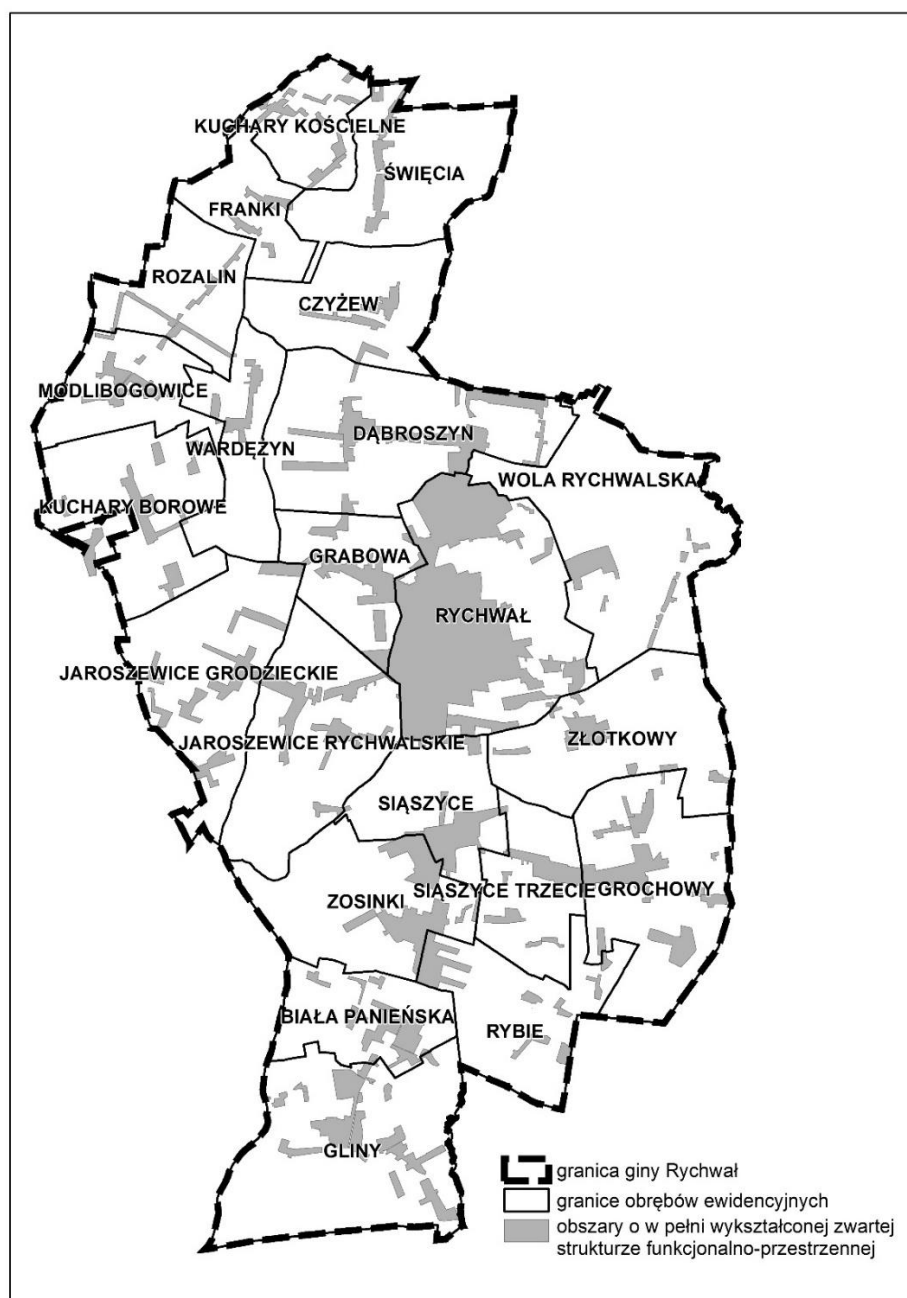 KUCHARY KOŚCIELNE
ŚWIĘCIA
FRANKI
ROZALIN
CZYŻEW
MODLIBOGOWICE
WARDĘŻYN
DĄBROSZYN
WOLA RYCHWALSKA
KUCHARY BOROWE
GRABOWA
RYCHWAŁ
JAROSZEWICE GRODZIECKIE
JAROSZEWICE RYCHWALSKIE
ZŁOTKOWY
SIĄSZYCE
SIĄSZYCE TRZECIE
GROCHOWY
ZOSINKI
BIAŁA PANIEŃSKA
RYBIE
GLINY
granica giny Rychwał
granice obrębów ewidencyjnych
obszary o w pełni wykształconej zwartej
strukturze funkcjonalno-przestrzennej